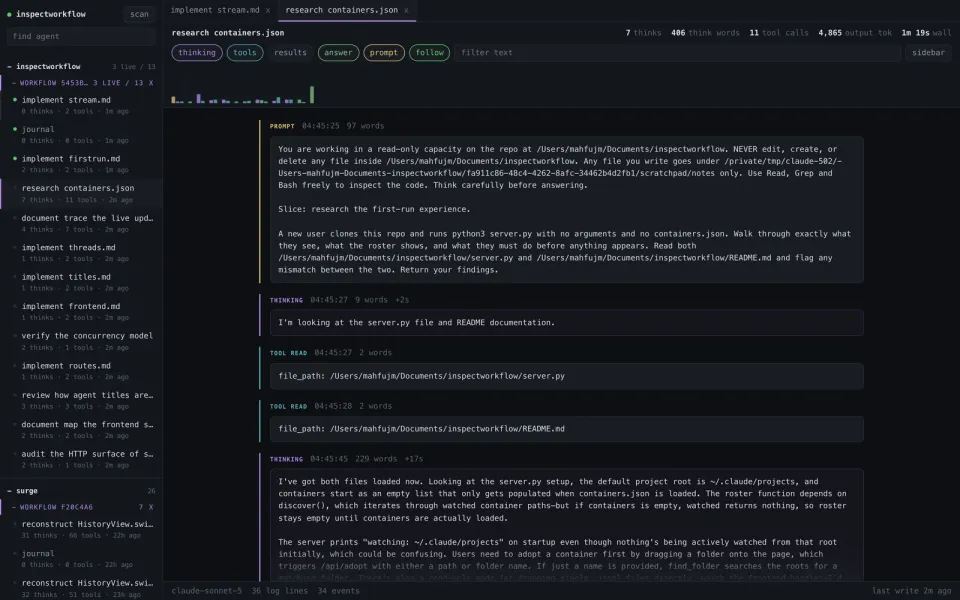 inspectworkflow
scan
find agent
inspectworkflow 3 live / 13
WORKFLOW 5453B… 3 LIVE / 13 X
implement stream.md
0 thinks · 2 tools · 1m ago
journal
0 thinks · 0 tools · 1m ago
implement firstrun.md
2 thinks · 2 tools · 1m ago
research containers.json
7 thinks · 11 tools · 2m ago
document trace the live upd…
4 thinks · 7 tools · 2m ago
implement threads.md
1 thinks · 2 tools · 2m ago
implement titles.md
1 thinks · 2 tools · 2m ago
implement frontend.md
1 thinks · 2 tools · 2m ago
verify the concurrency model
2 thinks · 1 tools · 2m ago
implement routes.md
1 thinks · 2 tools · 2m ago
review how agent titles are…
3 thinks · 3 tools · 2m ago
document map the frontend s…
2 thinks · 2 tools · 2m ago
audit the HTTP surface of s…
2 thinks · 1 tools · 2m ago
surge 26
WORKFLOW F20C4A6 7 X
reconstruct HistoryView.swi…
31 thinks · 66 tools · 22h ago
journal
0 thinks · 0 tools · 22h ago
reconstruct HistoryView.swi…
32 thinks · 51 tools · 23h ago
implement stream.md x
research containers.json x
research containers.json
7 thinks 406 think words 11 tool calls 4,865 output tok 1m 19s wall
thinking tools results answer prompt follow filter text sidebar
PROMPT 04:45:25 97 words
You are working in a read-only capacity on the repo at /Users/mahfujm/Documents/inspectworkflow. NEVER edit, create, or
delete any file inside /Users/mahfujm/Documents/inspectworkflow. Any file you write goes under /private/tmp/claude-502/-
Users-mahfujm-Documents-inspectworkflow/fa911c86-48c4-4262-8afc-34462b4d2fb1/scratchpad/notes only. Use Read, Grep and
Bash freely to inspect the code. Think carefully before answering.
Slice: research the first-run experience.
A new user clones this repo and runs python3 server.py with no arguments and no containers.json. Walk through exactly what
they see, what the roster shows, and what they must do before anything appears. Read both
/Users/mahfujm/Documents/inspectworkflow/server.py and /Users/mahfujm/Documents/inspectworkflow/README.md and flag any
mismatch between the two. Return your findings.
THINKING 04:45:27 9 words +2s
I'm looking at the server.py file and README documentation.
TOOL READ 04:45:27 2 words
file_path: /Users/mahfujm/Documents/inspectworkflow/server.py
TOOL READ 04:45:28 2 words
file_path: /Users/mahfujm/Documents/inspectworkflow/README.md
THINKING 04:45:45 229 words +17s
I've got both files loaded now. Looking at the server.py setup, the default project root is ~/.claude/projects, and
containers start as an empty list that only gets populated when containers.json is loaded. The roster function depends on
discover(), which iterates through watched container paths—but if containers is empty, watched returns nothing, so roster
stays empty until containers are actually loaded.
The server prints "watching: ~/.claude/projects" on startup even though nothing's being actively watched from that root
initially, which could be confusing. Users need to adopt a container first by dragging a folder onto the page, which
triggers /api/adopt with either a path or folder name. If just a name is provided, find_folder searches the roots for a
claude-sonnet-5 36 log lines 34 events
last write 2m ago